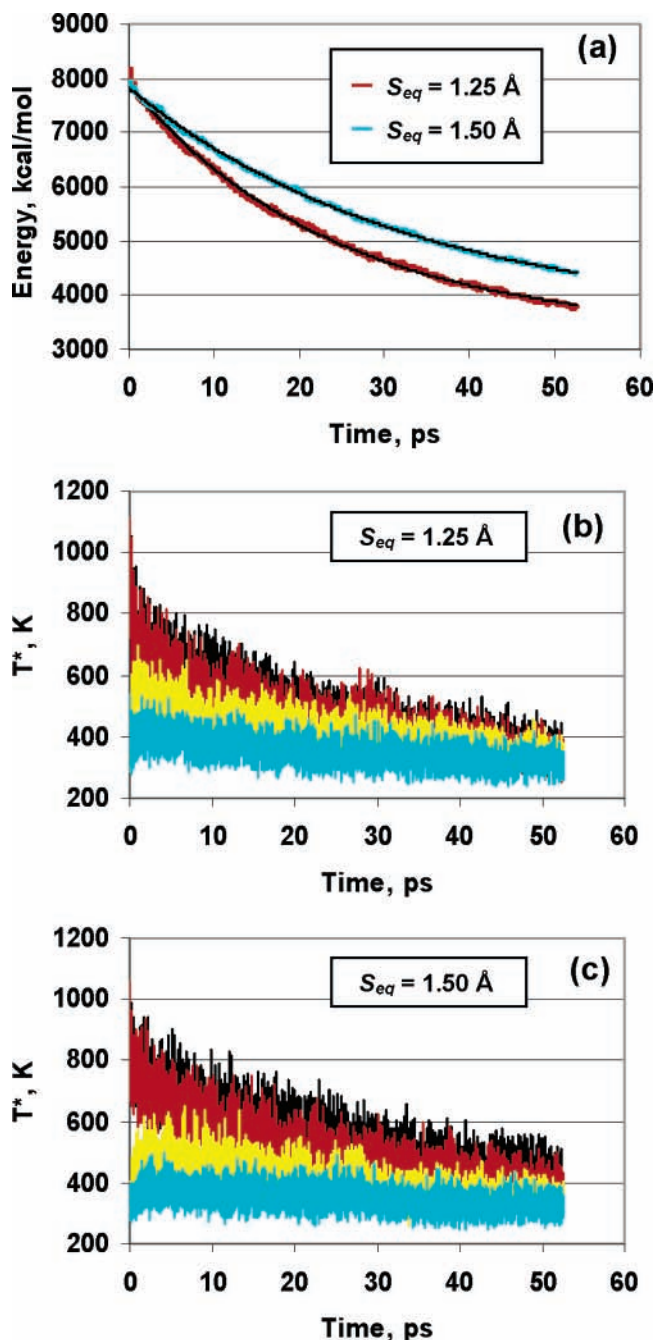 (a)
9000
8000
7000
6000
5000
4000
3000
Energy, kcal/mol
Seq = 1.25 Å
Seq = 1.50 Å
0 10 20 30 40 50 60
Time, ps
(b)
1200
1000
800
600
400
200
T*, K
Seq = 1.25 Å
0 10 20 30 40 50 60
Time, ps
(c)
1200
1000
800
600
400
200
T*, K
Seq = 1.50 Å
0 10 20 30 40 50 60
Time, ps